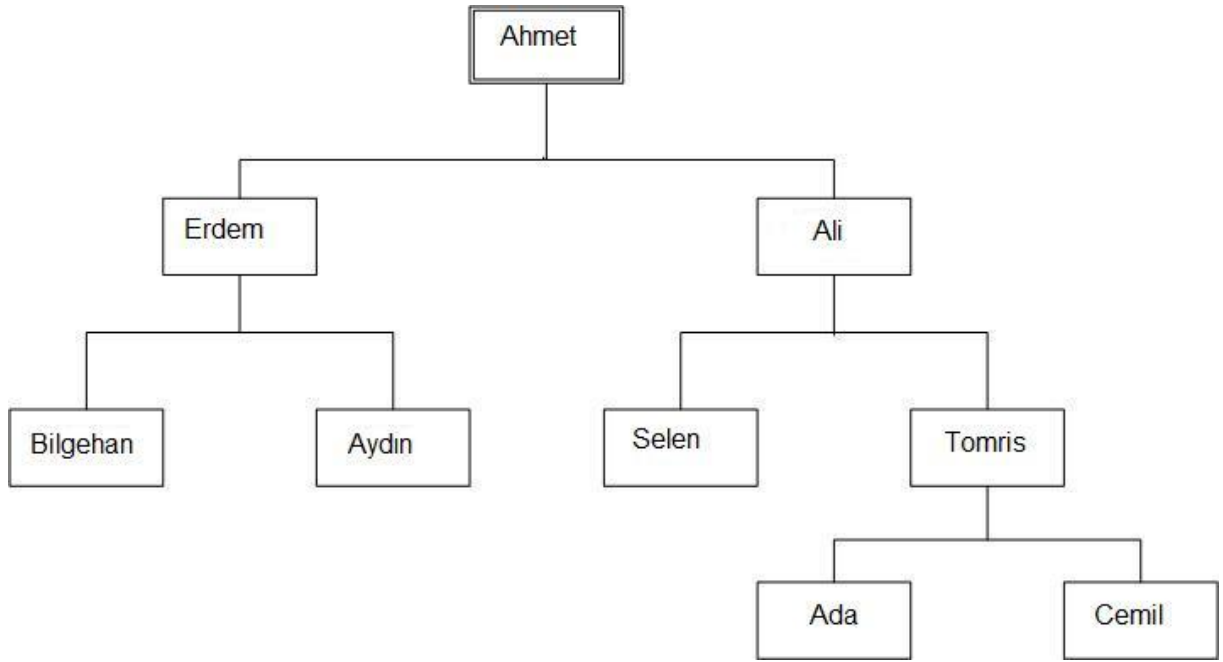 Ahmet
Erdem
Ali
Bilgehan
Aydın
Selen
Tomris
Ada
Cemil